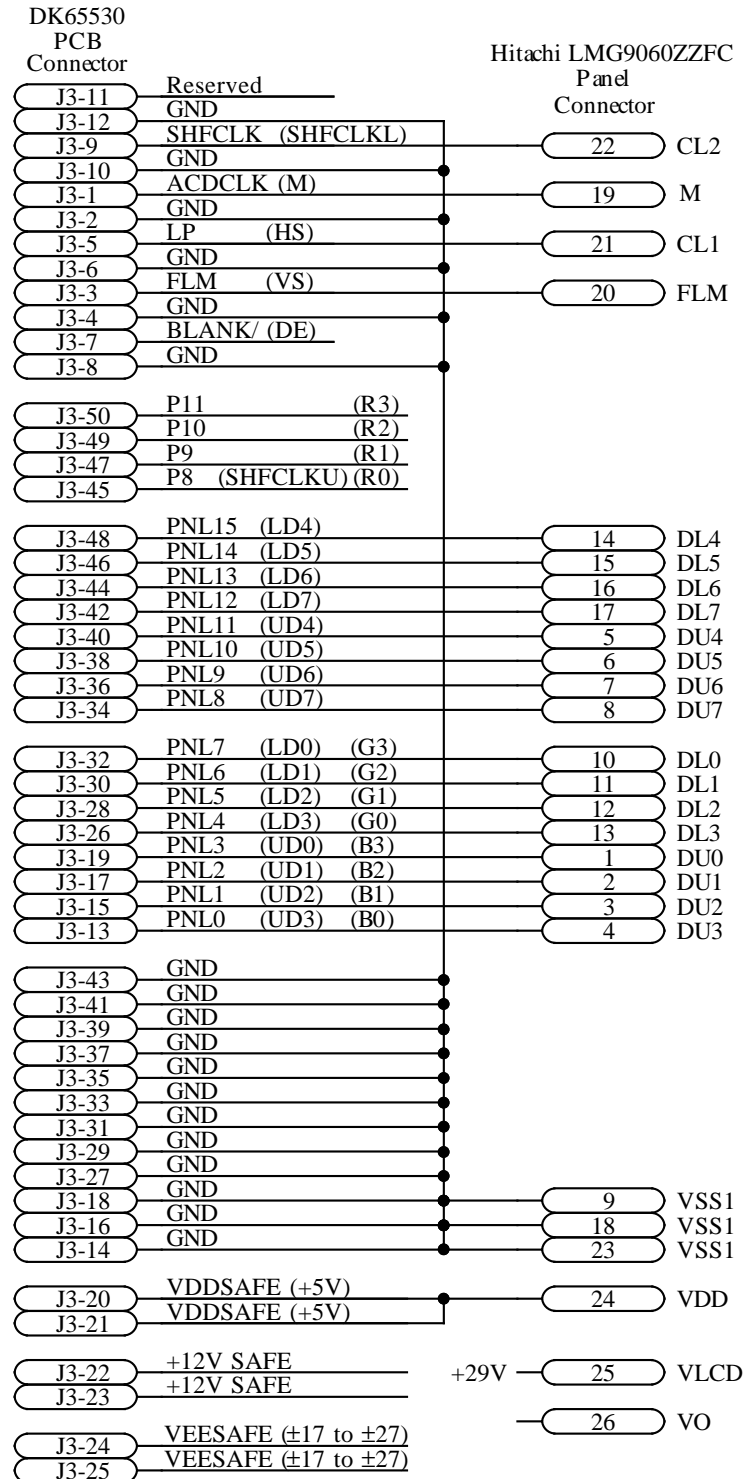 DK65530
PCB
Connector
Hitachi LMG9060ZZFC
Panel
Connector
J3-11 Reserved
J3-12 GND
J3-9 SHFCLK (SHFCLKL) 22 CL2
J3-10 GND
J3-1 ACDCLK (M) 19 M
J3-2 GND
J3-5 LP (HS) 21 CL1
J3-6 GND
J3-3 FLM (VS) 20 FLM
J3-4 GND
J3-7 BLANK/ (DE)
J3-8 GND
J3-50 P11 (R3)
J3-49 P10 (R2)
J3-47 P9 (R1)
J3-45 P8 (SHFCLKU) (R0)
J3-48 PNL15 (LD4) 14 DL4
J3-46 PNL14 (LD5) 15 DL5
J3-44 PNL13 (LD6) 16 DL6
J3-42 PNL12 (LD7) 17 DL7
J3-40 PNL11 (UD4) 5 DU4
J3-38 PNL10 (UD5) 6 DU5
J3-36 PNL9 (UD6) 7 DU6
J3-34 PNL8 (UD7) 8 DU7
J3-32 PNL7 (LD0) (G3) 10 DL0
J3-30 PNL6 (LD1) (G2) 11 DL1
J3-28 PNL5 (LD2) (G1) 12 DL2
J3-26 PNL4 (LD3) (G0) 13 DL3
J3-19 PNL3 (UD0) (B3) 1 DU0
J3-17 PNL2 (UD1) (B2) 2 DU1
J3-15 PNL1 (UD2) (B1) 3 DU2
J3-13 PNL0 (UD3) (B0) 4 DU3
J3-43 GND
J3-41 GND
J3-39 GND
J3-37 GND
J3-35 GND
J3-33 GND
J3-31 GND
J3-29 GND
J3-27 GND
J3-18 GND 9 VSS1
J3-16 GND 18 VSS1
J3-14 GND 23 VSS1
J3-20 VDDSAFE (+5V) 24 VDD
J3-21 VDDSAFE (+5V)
J3-22 +12V SAFE +29V 25 VLCD
J3-23 +12V SAFE
26 VO
J3-24 VEESAFE (±17 to ±27)
J3-25 VEESAFE (±17 to ±27)